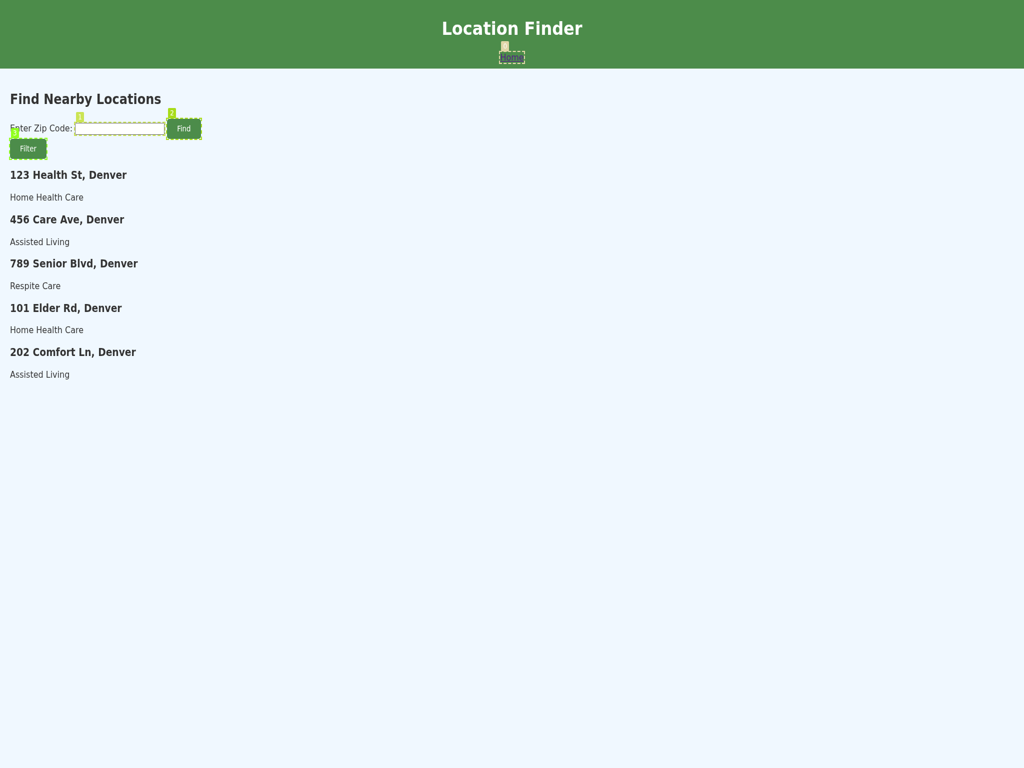 Location Finder
Home
Find Nearby Locations
Enter Zip Code:
Find
Filter
123 Health St, Denver
Home Health Care
456 Care Ave, Denver
Assisted Living
789 Senior Blvd, Denver
Respite Care
101 Elder Rd, Denver
Home Health Care
202 Comfort Ln, Denver
Assisted Living